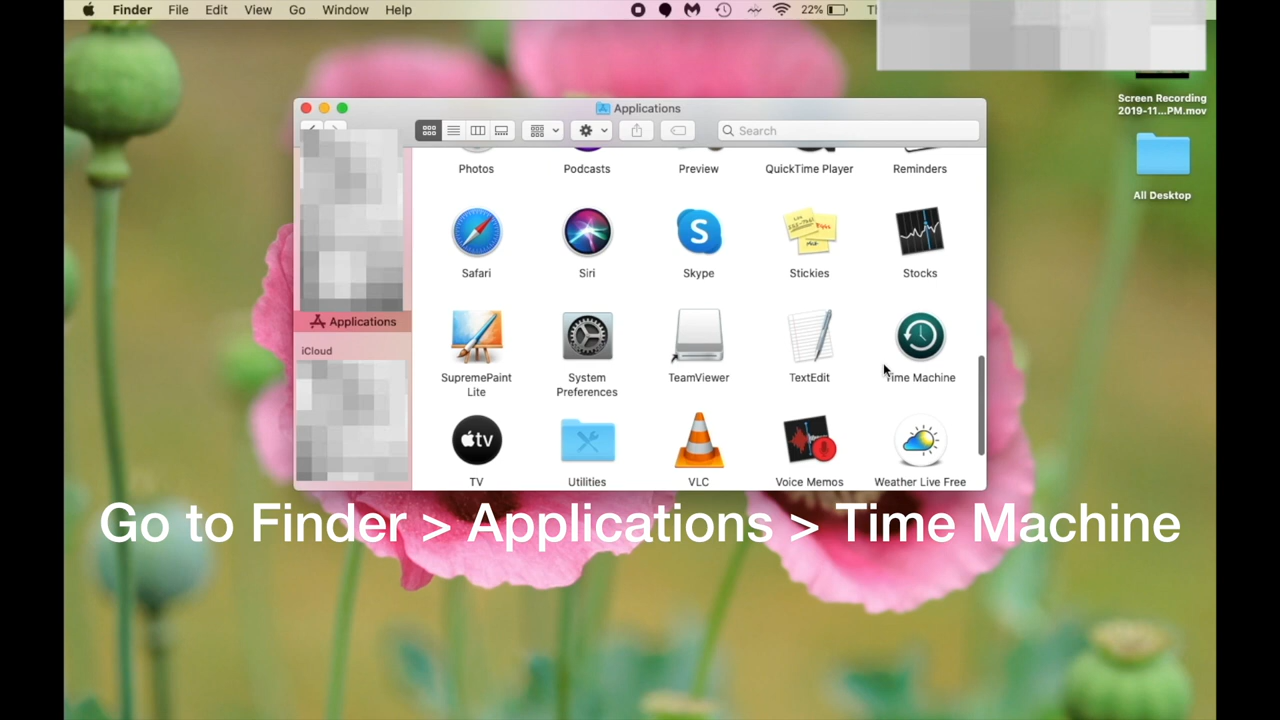 Finder File Edit View Go Window Help 22%
Screen Recording
2019-11...PM.mov
All Desktop
Applications
Search
Photos Podcasts Preview QuickTime Player Reminders
Safari Siri Skype Stickies Stocks
SupremePaint Lite System Preferences TeamViewer TextEdit Time Machine
TV Utilities VLC Voice Memos Weather Live Free
Applications
iCloud
Go to Finder > Applications > Time Machine